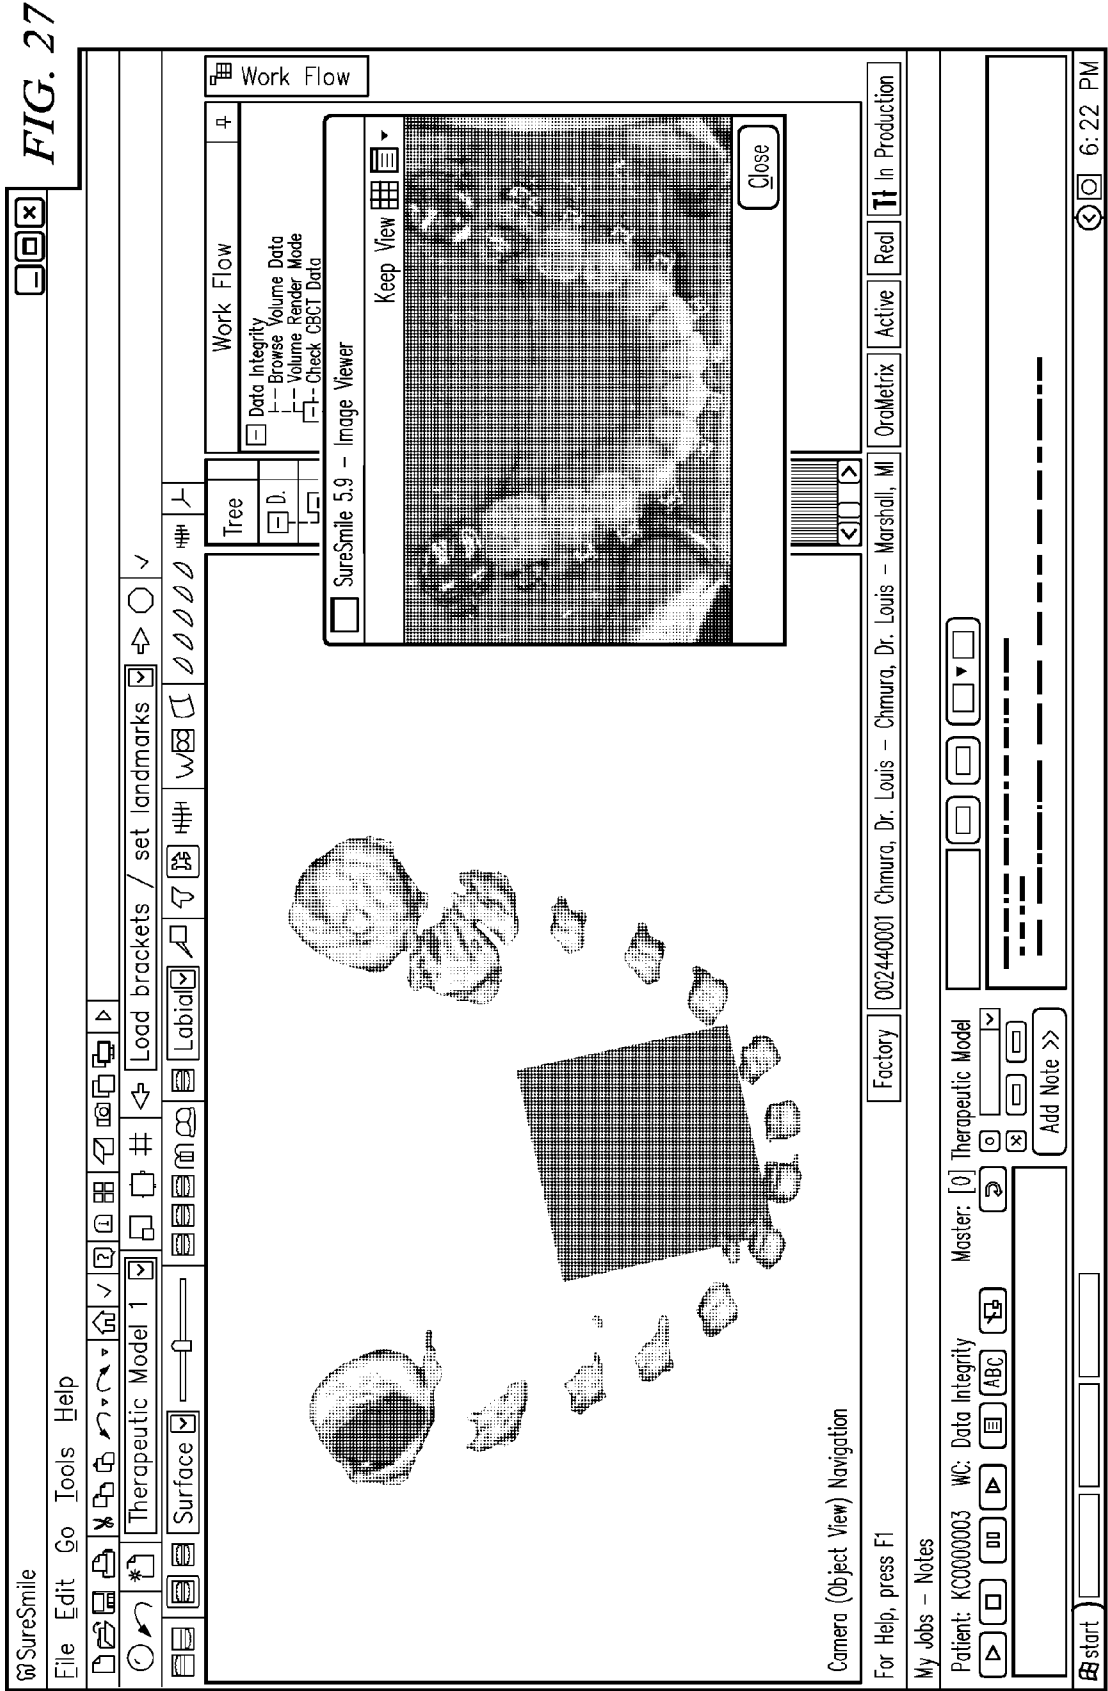 FIG. 27
SureSmile
File Edit Go Tools Help
Therapeutic Model 1
Load brackets / set landmarks
Surface
Labial
Tree
D.
Work Flow
Work Flow
Data Integrity
Browse Volume Data
Volume Render Mode
Check CBCT Data
SureSmile 5.9 – Image Viewer
Keep View
Close
Camera (Object View) Navigation
For Help, press F1
Factory
002440001 Chmura, Dr. Louis – Chmura, Dr. Louis – Marshall, MI
OraMetrix
Active
Real
In Production
My Jobs – Notes
Patient: KC000003 WC: Data Integrity Master: [0] Therapeutic Model
ABC
Add Note >>
start
6:22 PM